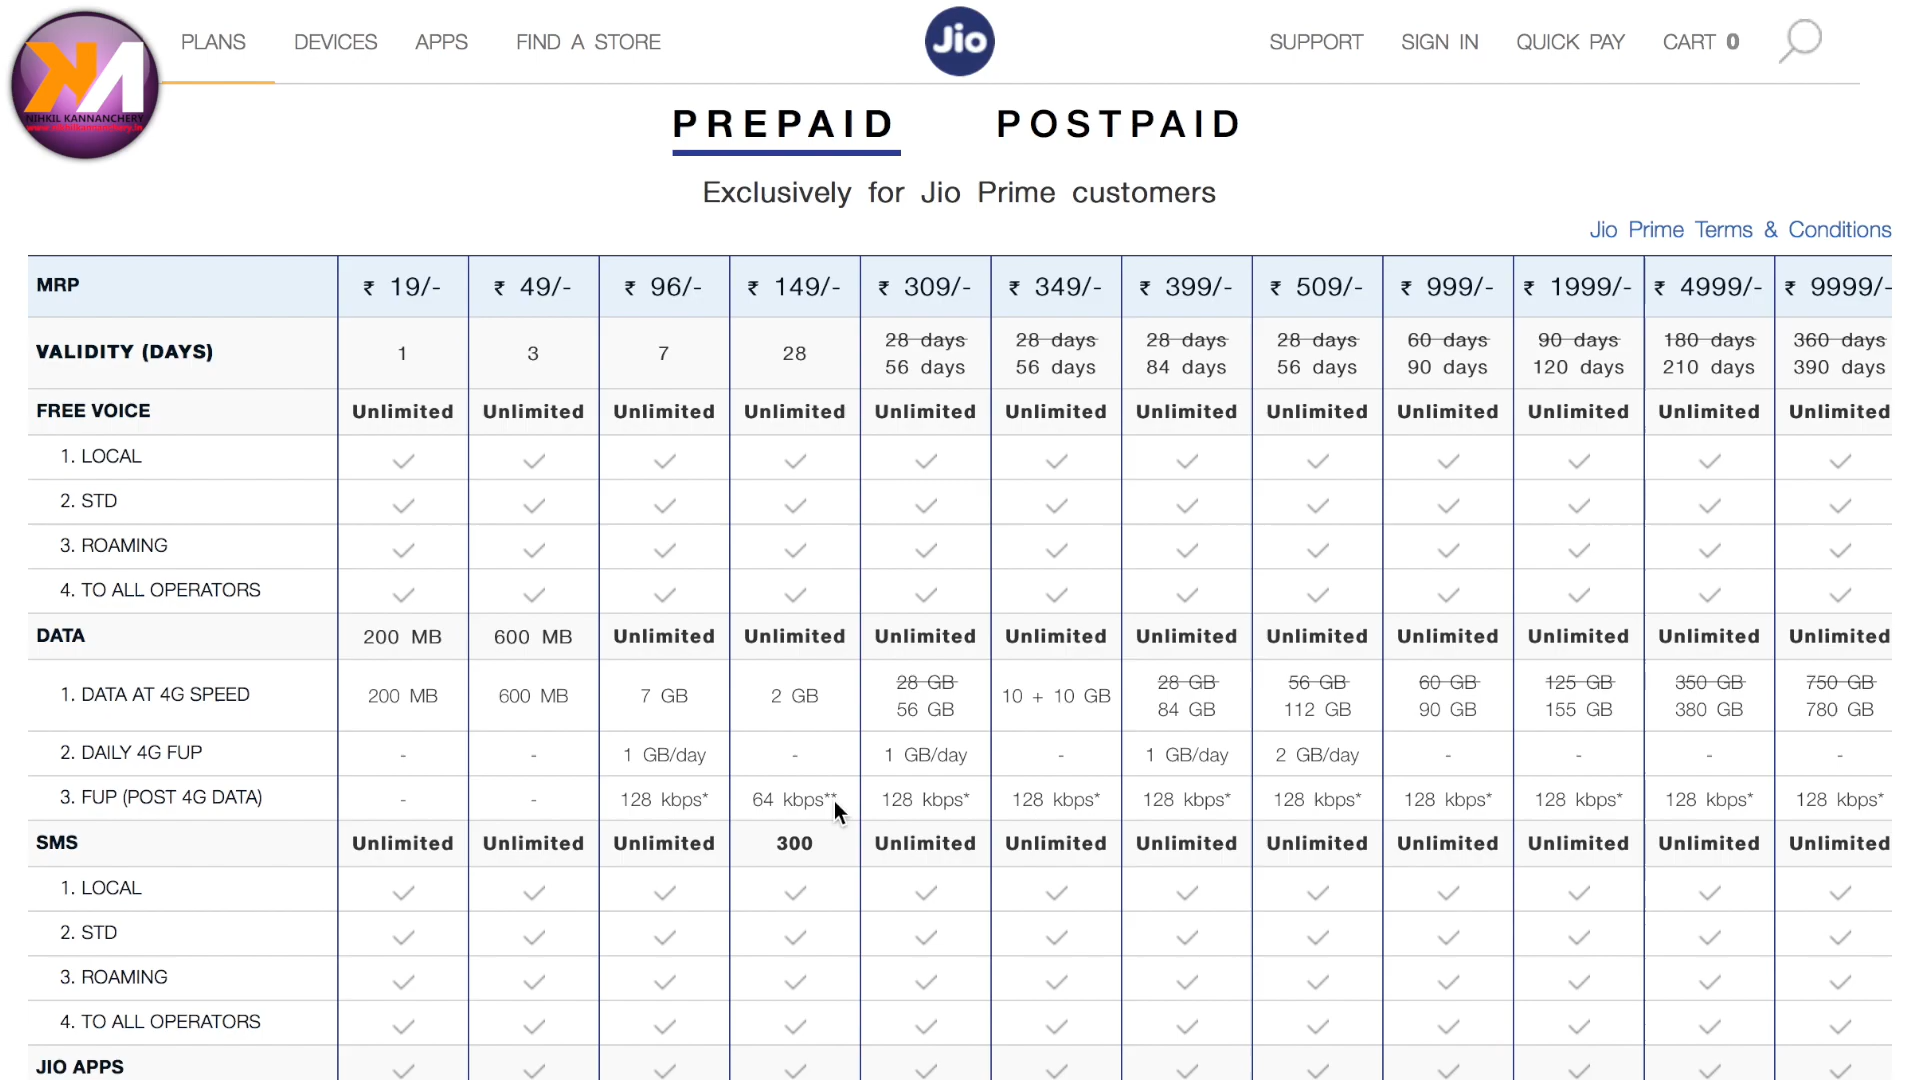 PLANS DEVICES APPS FIND A STORE Jio SUPPORT SIGN IN QUICK PAY CART 0
NIHKIL KANNANCHERY
www.nihkilkannanchery.in
PREPAID POSTPAID
Exclusively for Jio Prime customers
Jio Prime Terms & Conditions
MRP ₹ 19/- ₹ 49/- ₹ 96/- ₹ 149/- ₹ 309/- ₹ 349/- ₹ 399/- ₹ 509/- ₹ 999/- ₹ 1999/- ₹ 4999/- ₹ 9999/-
28 days 28 days 28 days 28 days 60 days 90 days 180 days 360 days
VALIDITY (DAYS) 1 3 7 28 56 days 56 days 84 days 56 days 90 days 120 days 210 days 390 days
FREE VOICE Unlimited Unlimited Unlimited Unlimited Unlimited Unlimited Unlimited Unlimited Unlimited Unlimited Unlimited Unlimited
1. LOCAL
2. STD
3. ROAMING
4. TO ALL OPERATORS
DATA 200 MB 600 MB Unlimited Unlimited Unlimited Unlimited Unlimited Unlimited Unlimited Unlimited Unlimited Unlimited
28 GB 28 GB 56 GB 60 GB 125 GB 350 GB 750 GB
1. DATA AT 4G SPEED 200 MB 600 MB 7 GB 2 GB 56 GB 10 + 10 GB 84 GB 112 GB 90 GB 155 GB 380 GB 780 GB
2. DAILY 4G FUP - - 1 GB/day - 1 GB/day - 1 GB/day 2 GB/day - - - -
3. FUP (POST 4G DATA) - - 128 kbps* 64 kbps** 128 kbps* 128 kbps* 128 kbps* 128 kbps* 128 kbps* 128 kbps* 128 kbps* 128 kbps*
SMS Unlimited Unlimited Unlimited 300 Unlimited Unlimited Unlimited Unlimited Unlimited Unlimited Unlimited Unlimited
1. LOCAL
2. STD
3. ROAMING
4. TO ALL OPERATORS
JIO APPS